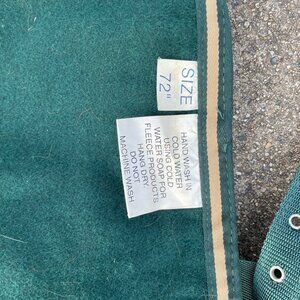 SIZE
72"
HAND WASH IN
COLD WATER
USING COLD
WATER SOAP FOR
FLEECE PRODUCTS
HANG DRY.
DO NOT
MACHINE WASH